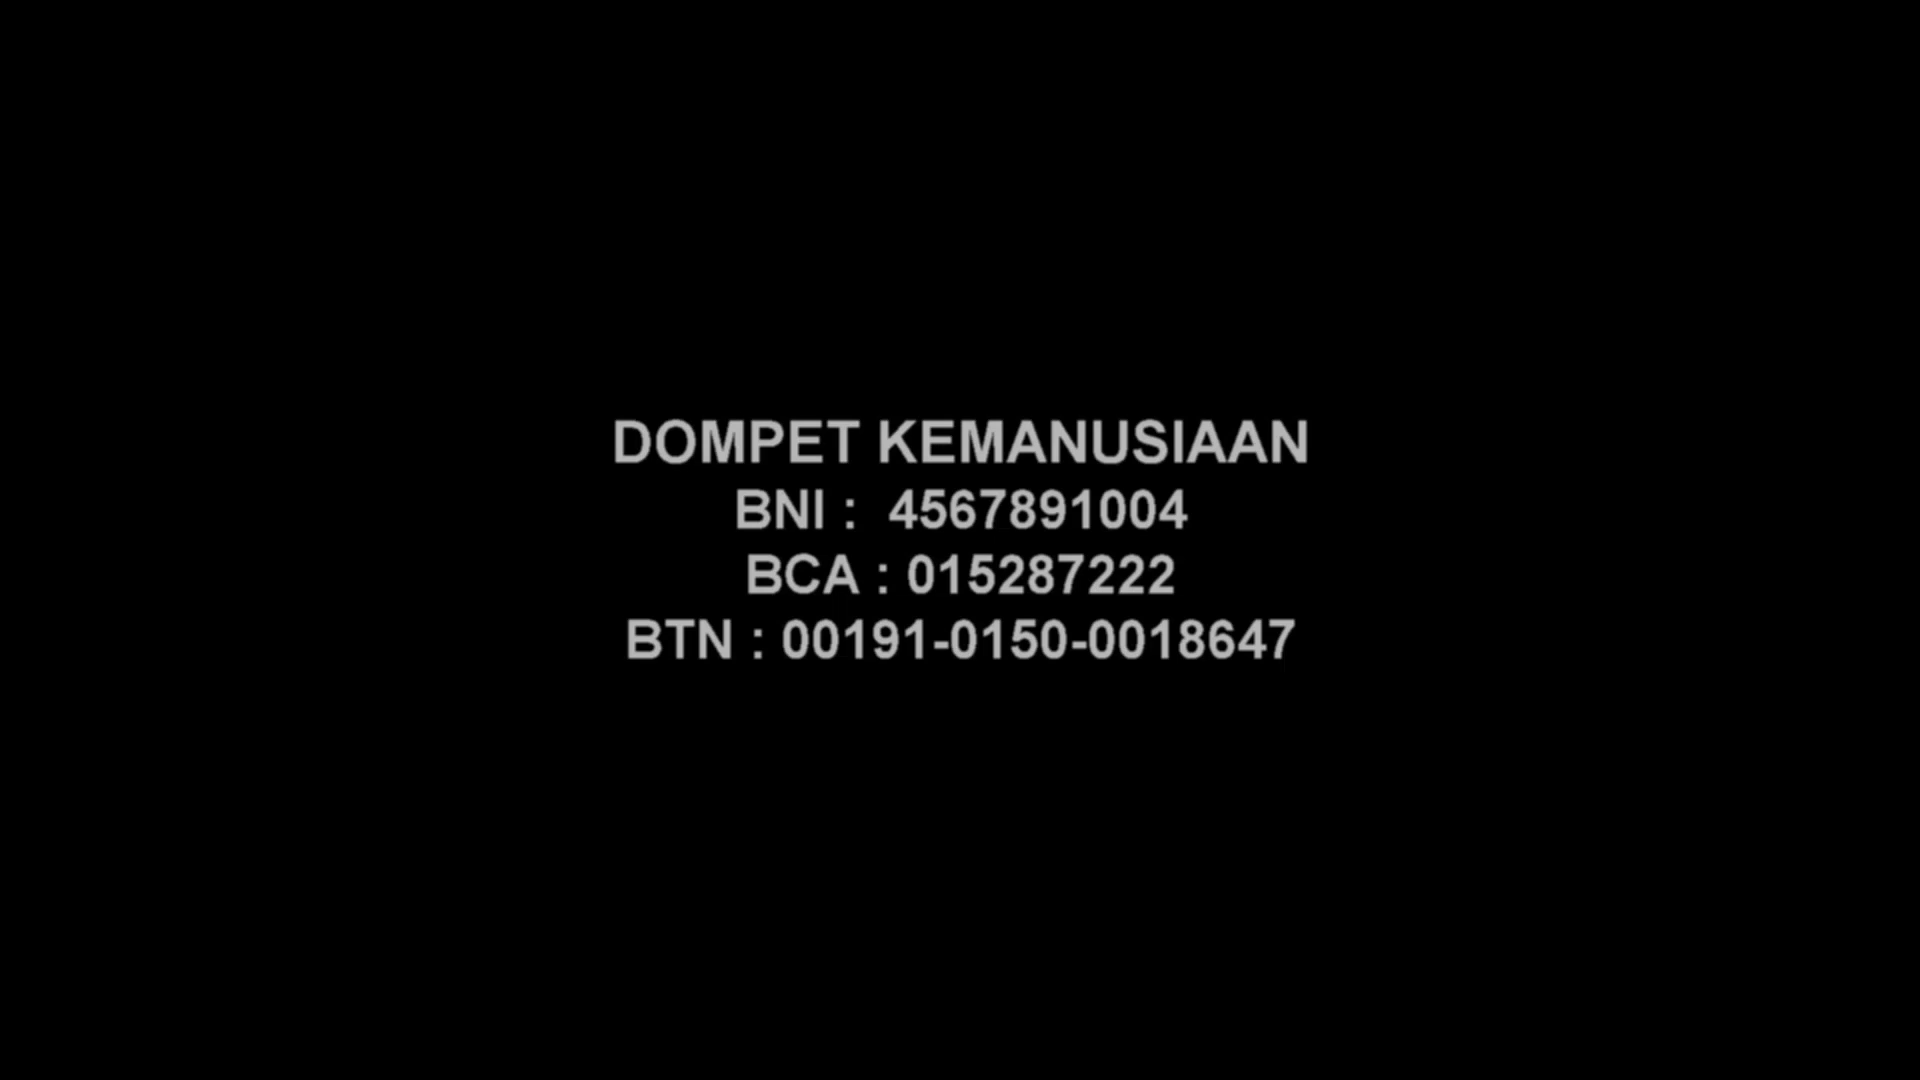 DOMPET KEMANUSIAAN
BNI :  4567891004
BCA : 015287222
BTN : 00191-0150-0018647